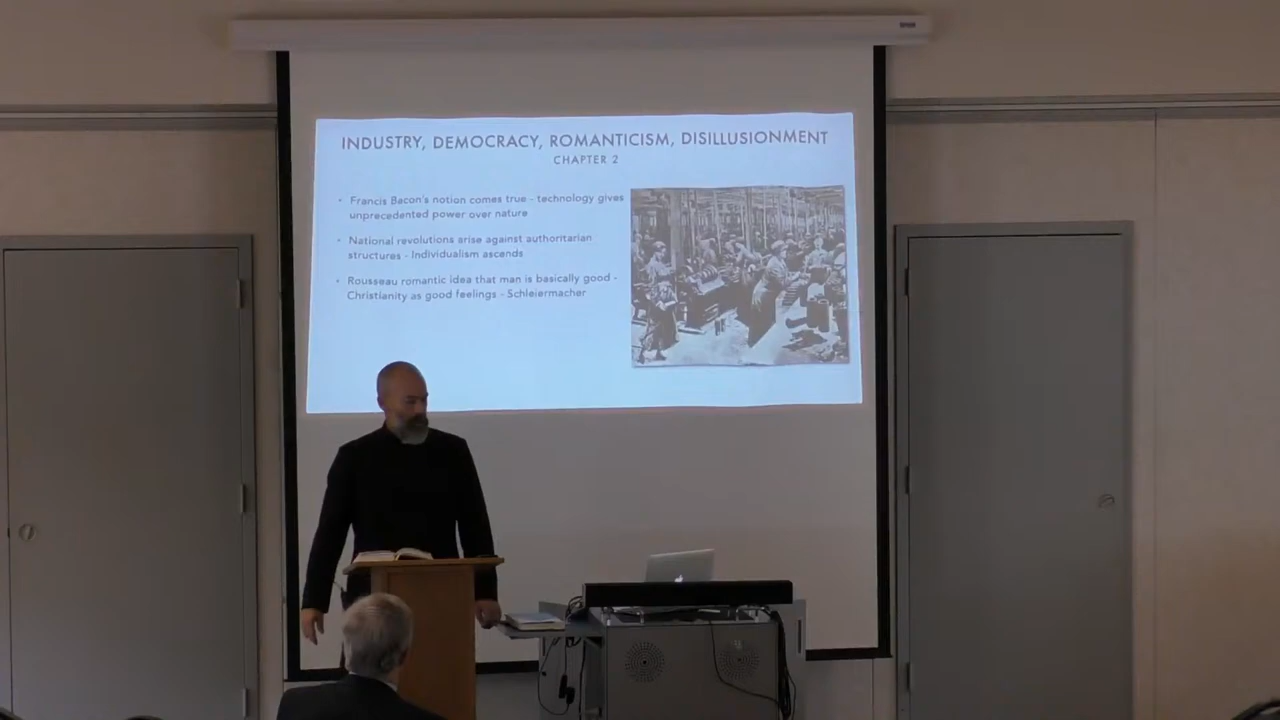 INDUSTRY, DEMOCRACY, ROMANTICISM, DISILLUSIONMENT
CHAPTER 2
• Francis Bacon's notion comes true - technology gives
unprecedented power over nature
• National revolutions arise against authoritarian
structures - Individualism ascends
• Rousseau romantic idea that man is basically good -
Christianity as good feelings - Schleiermacher